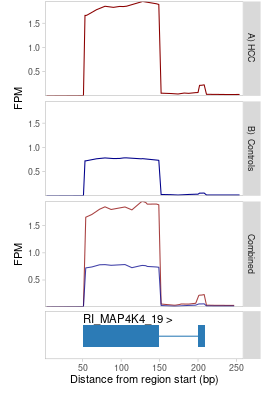 1.5
1.0
0.5
A) HCC
FPM
1.5
1.0
0.5
B) Controls
1.5
1.0
0.5
FPM
Combined
RI_MAP4K4_19 >
0 50 100 150 200 250
Distance from region start (bp)